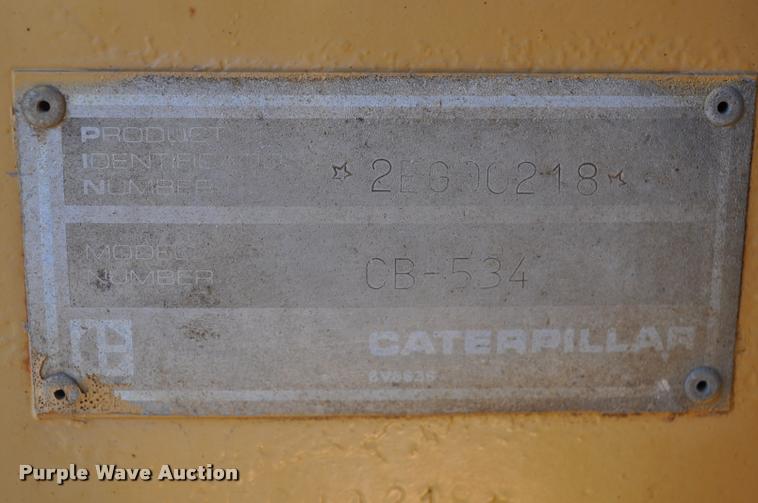 PRODUCT
IDENTIFICATION
NUMBER
☆ 2EG00218 ☆
MODEL
NUMBER
CB-534
CATERPILLAR
Purple Wave Auction